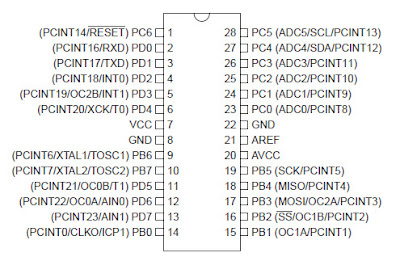 (PCINT14/RESET) PC6 1 28 PC5 (ADC5/SCL/PCINT13)
(PCINT16/RXD) PD0 2 27 PC4 (ADC4/SDA/PCINT12)
(PCINT17/TXD) PD1 3 26 PC3 (ADC3/PCINT11)
(PCINT18/INT0) PD2 4 25 PC2 (ADC2/PCINT10)
(PCINT19/OC2B/INT1) PD3 5 24 PC1 (ADC1/PCINT9)
(PCINT20/XCK/T0) PD4 6 23 PC0 (ADC0/PCINT8)
VCC 7 22 GND
GND 8 21 AREF
(PCINT6/XTAL1/TOSC1) PB6 9 20 AVCC
(PCINT7/XTAL2/TOSC2) PB7 10 19 PB5 (SCK/PCINT5)
(PCINT21/OC0B/T1) PD5 11 18 PB4 (MISO/PCINT4)
(PCINT22/OC0A/AIN0) PD6 12 17 PB3 (MOSI/OC2A/PCINT3)
(PCINT23/AIN1) PD7 13 16 PB2 (SS/OC1B/PCINT2)
(PCINT0/CLKO/ICP1) PB0 14 15 PB1 (OC1A/PCINT1)